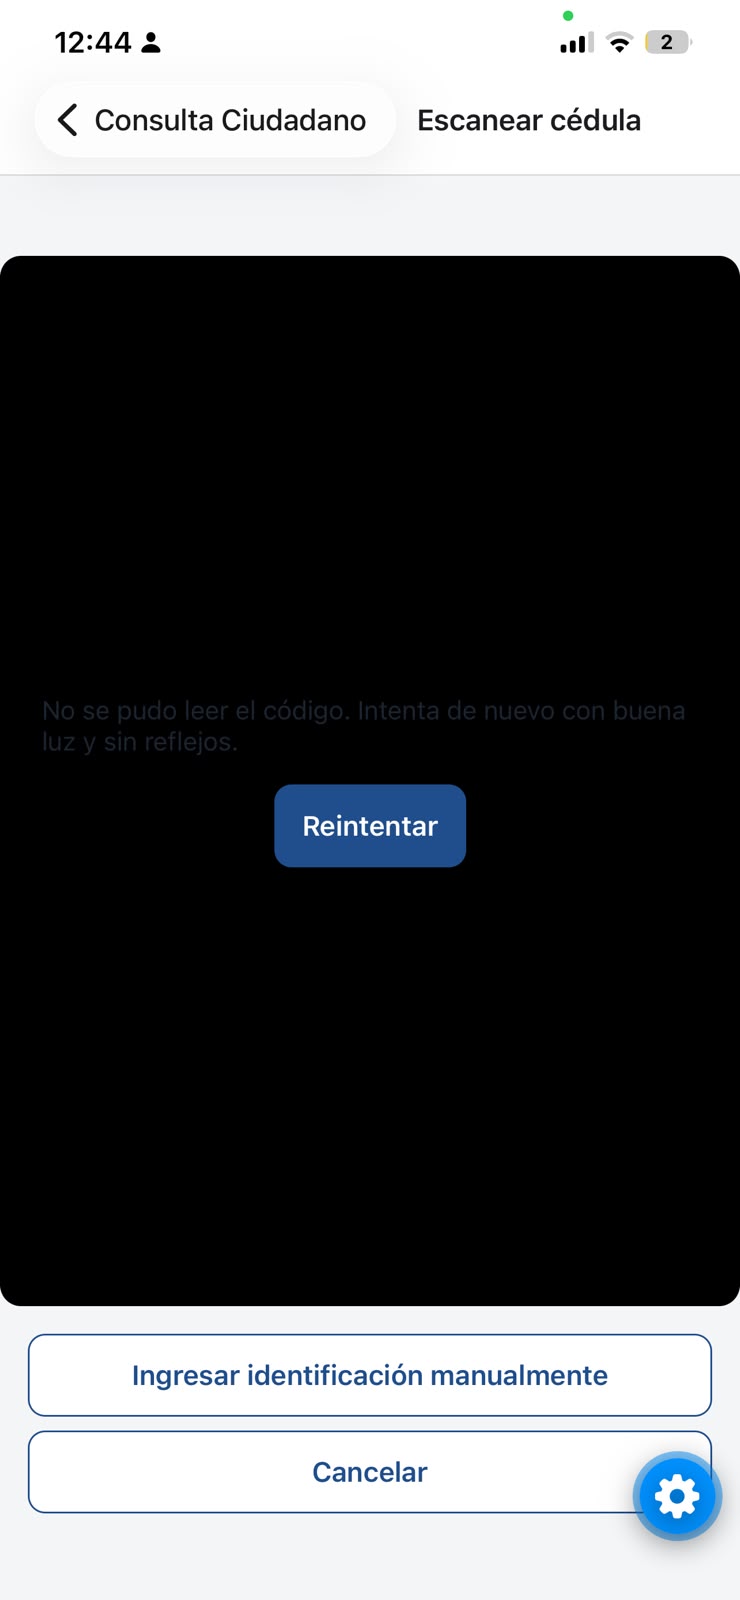 12:44
2
Consulta Ciudadano
Escanear cédula
No se pudo leer el código. Intenta de nuevo con buena
luz y sin reflejos.
Reintentar
Ingresar identificación manualmente
Cancelar